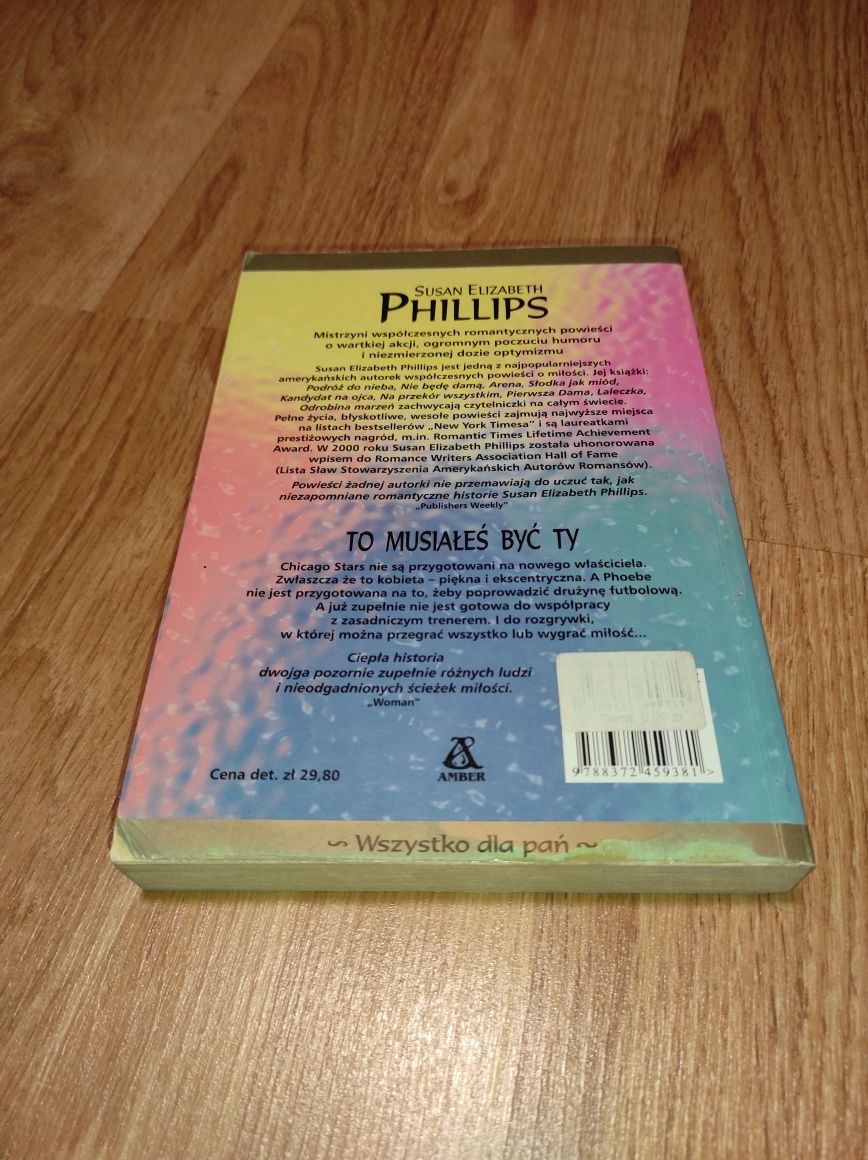 SUSAN ELIZABETH
PHILLIPS
Mistrzyni współczesnych romantycznych powieści
o wartkiej akcji, ogromnym poczuciu humoru
i niezmierzonej dozie optymizmu
Susan Elizabeth Phillips jest jedną z najpopularniejszych
amerykańskich autorek współczesnych powieści o miłości. Jej książki:
Podróż do nieba, Nie będę damą, Arena, Słodka jak miód,
Kandydat na ojca, Na przekór wszystkim, Pierwsza Dama, Laleczka,
Odrobina marzeń zachwycają czytelniczki na całym świecie.
Pełne życia, błyskotliwe, wesołe powieści zajmują najwyższe miejsca
na listach bestsellerów „New York Timesa" i są laureatkami
prestiżowych nagród, m.in. Romantic Times Lifetime Achievement
Award. W 2000 roku Susan Elizabeth Phillips została uhonorowana
wpisem do Romance Writers Association Hall of Fame
(Lista Sław Stowarzyszenia Amerykańskich Autorów Romansów).
Powieści żadnej autorki nie przemawiają do uczuć tak, jak
niezapomniane romantyczne historie Susan Elizabeth Phillips.
„Publishers Weekly"
TO MUSIAŁEŚ BYĆ TY
Chicago Stars nie są przygotowani na nowego właściciela.
Zwłaszcza że to kobieta – piękna i ekscentryczna. A Phoebe
nie jest przygotowana na to, żeby poprowadzić drużynę futbolową.
A już zupełnie nie jest gotowa do współpracy
z zasadniczym trenerem. I do rozgrywki,
w której można przegrać wszystko lub wygrać miłość...
Ciepła historia
dwojga pozornie zupełnie różnych ludzi
i nieodgadnionych ścieżek miłości.
„Woman"
Cena
Cena det. zł 29,80
AMBER
9 788372 459381 >
~ Wszystko dla pań ~